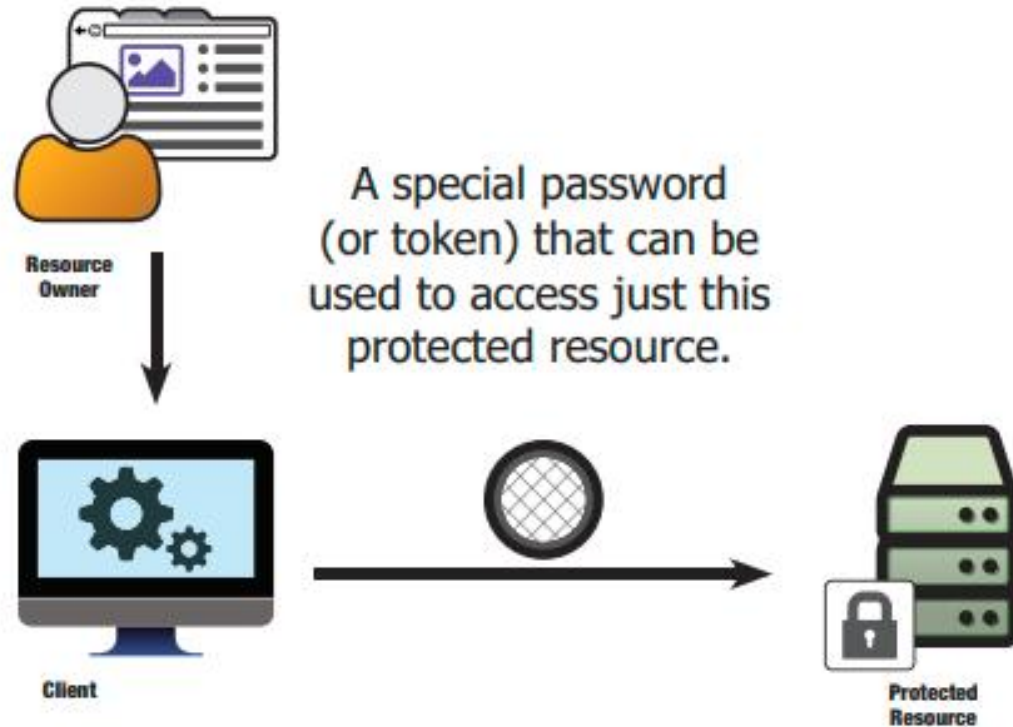 Resource
Owner
A special password
(or token) that can be
used to access just this
protected resource.
Client
Protected
Resource